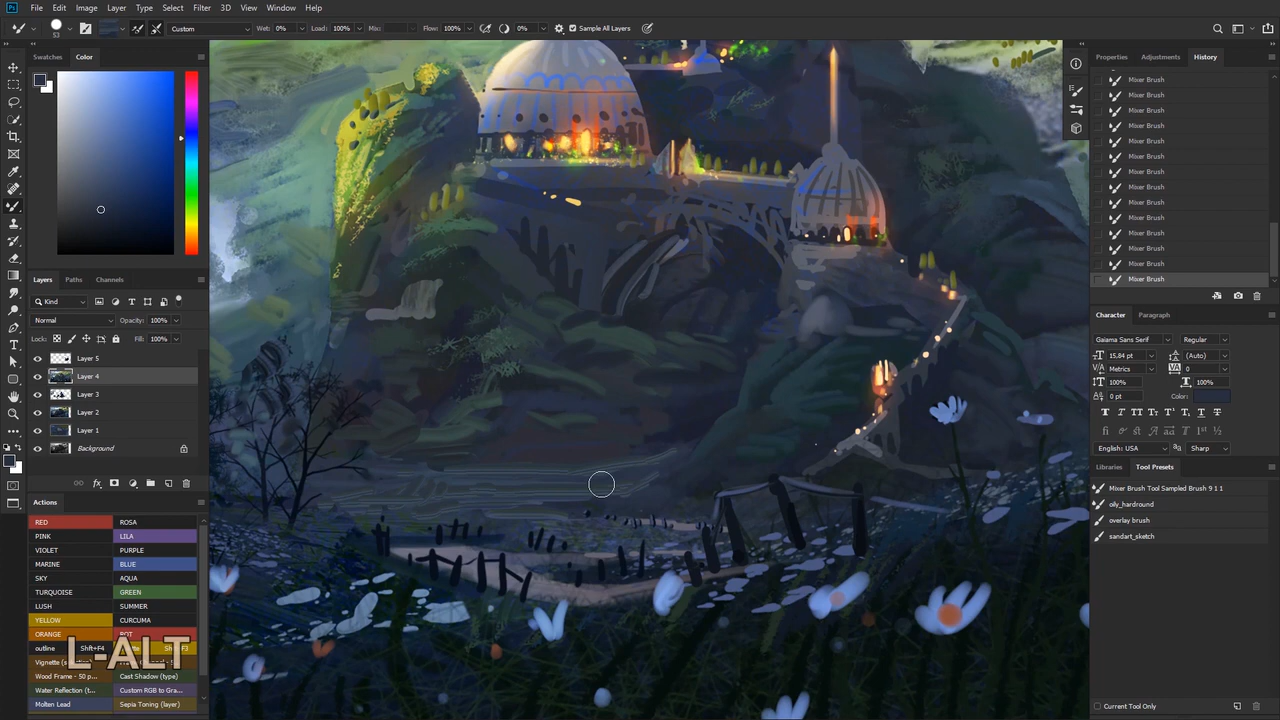 Ps File Edit Image Layer Type Select Filter 3D View Window Help
53 Custom Wet: 0% Load: 100% Mix: Flow: 100% 0% Sample All Layers
Swatches Color
Layers Paths Channels
Kind
Normal Opacity: 100%
Lock: Fill: 100%
Layer 5
Layer 4
Layer 3
Layer 2
Layer 1
Background
fx
Actions
RED ROSA
PINK LILA
VIOLET PURPLE
MARINE BLUE
SKY AQUA
TURQUOISE GREEN
LUSH SUMMER
YELLOW CURCUMA
ORANGE ROT
outline Shft+F4
L-ALT
Wood Frame - 50 p... Cast Shadow (type)
Water Reflection (t... Custom RGB to Gra...
Molten Lead Sepia Toning (layer)
Properties Adjustments History
Mixer Brush
Mixer Brush
Mixer Brush
Mixer Brush
Mixer Brush
Mixer Brush
Mixer Brush
Mixer Brush
Mixer Brush
Mixer Brush
Mixer Brush
Mixer Brush
Mixer Brush
Mixer Brush
Character Paragraph
Gaiama Sans Serif Regular
15,84 pt (Auto)
Metrics 0
100% 100%
0 pt Color:
English: USA Sharp
Libraries Tool Presets
Mixer Brush Tool Sampled Brush 9 1 1
oily_hardround
overlay brush
sandart_sketch
Current Tool Only